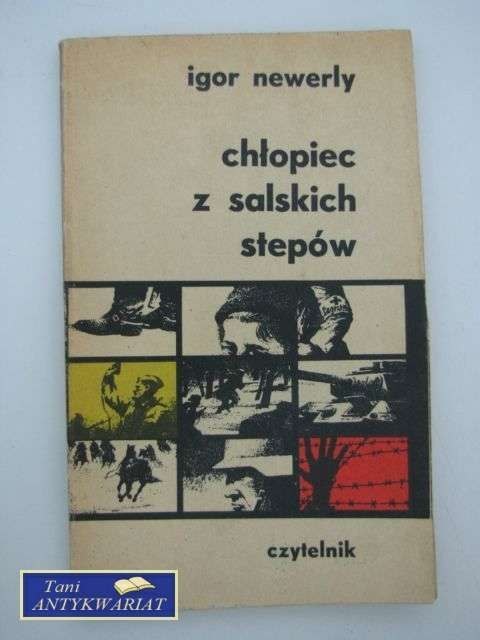 igor newerly
chłopiec
z salskich
stepów
czytelnik
Tani
ANTYKWARIAT